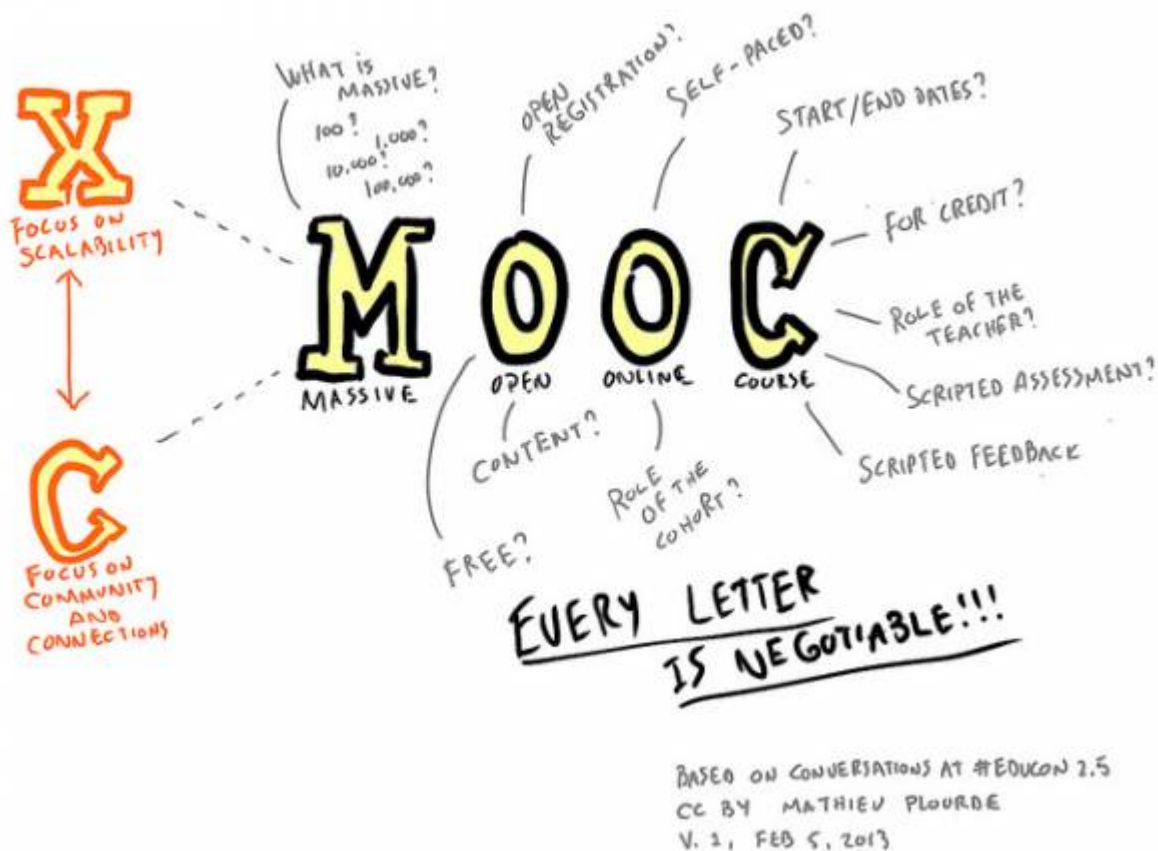 X
FOCUS ON
SCALABILITY
C
FOCUS ON
COMMUNITY
AND
CONNECTIONS
WHAT IS
MASSIVE?
100?
1,000?
10,000?
100,000?
OPEN
REGISTRATION?
SELF-PACED?
START/END DATES?
MOOC
MASSIVE OPEN ONLINE COURSE
FOR CREDIT?
ROLE OF THE
TEACHER?
SCRIPTED ASSESSMENT?
SCRIPTED FEEDBACK
CONTENT?
FREE?
ROLE
OF THE
COHORT?
EVERY LETTER
IS NEGOTIABLE!!!
BASED ON CONVERSATIONS AT #EDUCON 2.5
CC BY MATHIEU PLOURDE
V. 2, FEB 5, 2013